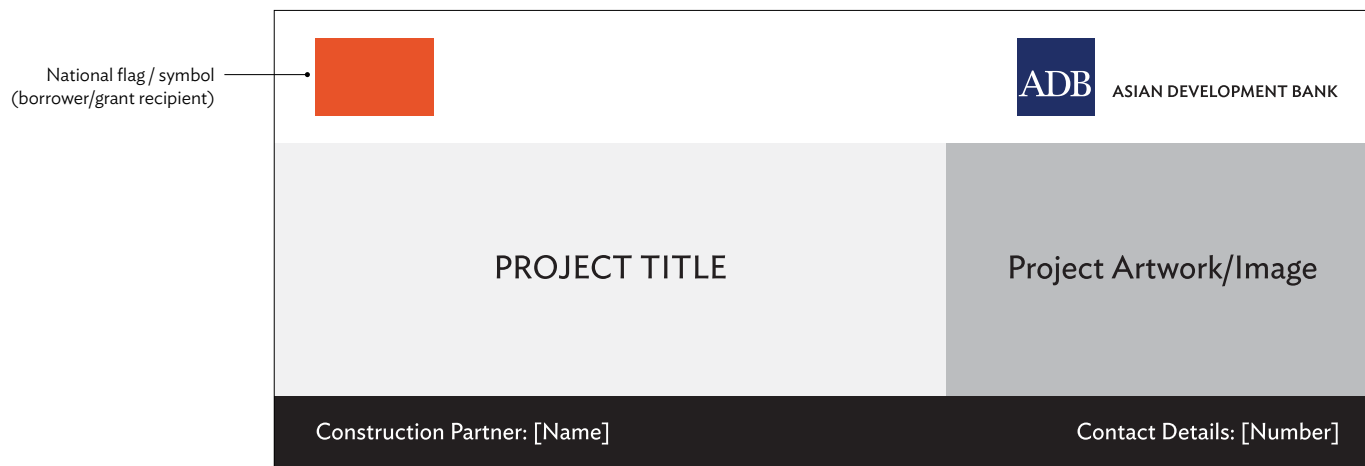 National flag / symbol
(borrower/grant recipient)
ADB ASIAN DEVELOPMENT BANK
PROJECT TITLE
Project Artwork/Image
Construction Partner: [Name]
Contact Details: [Number]